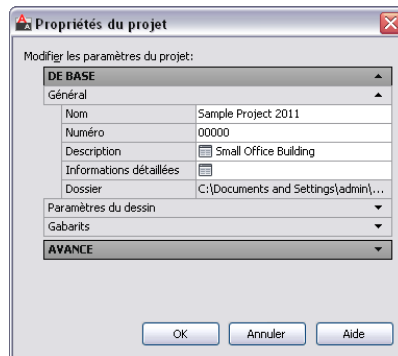 Propriétés du projet
Modifier les paramètres du projet:
DE BASE
Général
Nom Sample Project 2011
Numéro 00000
Description Small Office Building
Informations détaillées
Dossier C:\Documents and Settings\admin\...
Paramètres du dessin
Gabarits
AVANCE
OK Annuler Aide